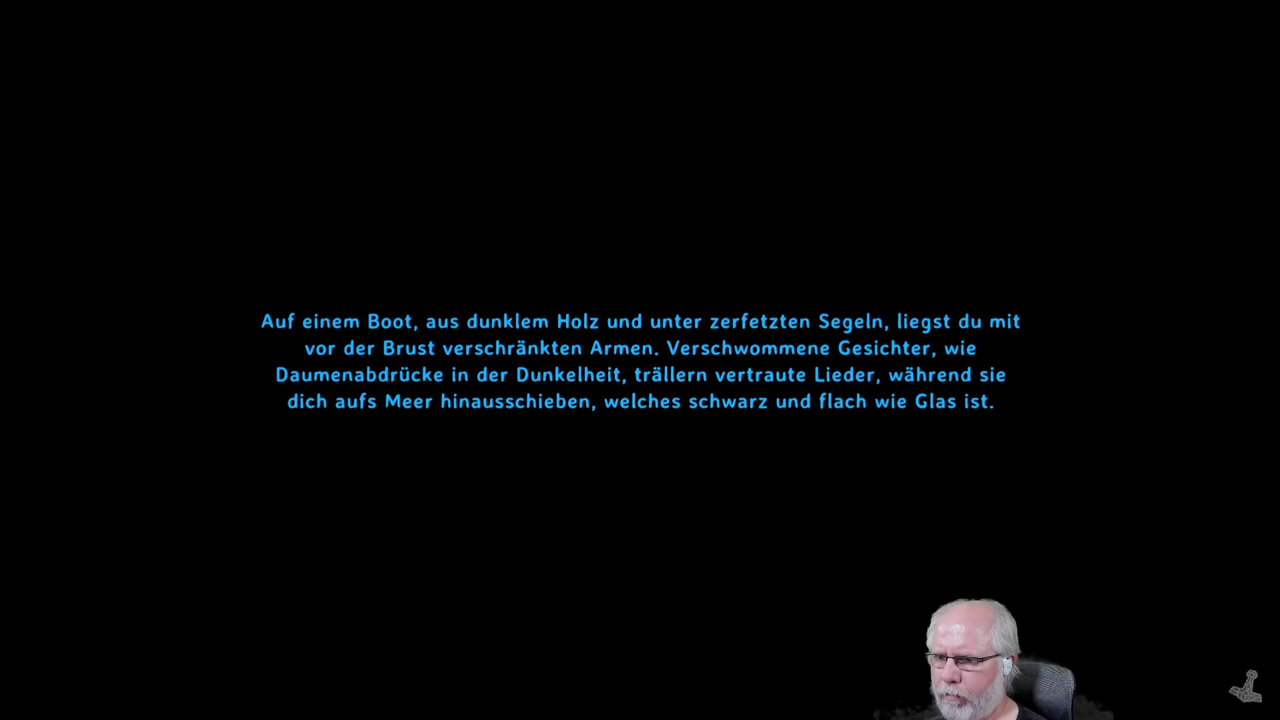 Auf einem Boot, aus dunklem Holz und unter zerfetzten Segeln, liegst du mit
vor der Brust verschränkten Armen. Verschwommene Gesichter, wie
Daumenabdrücke in der Dunkelheit, trällern vertraute Lieder, während sie
dich aufs Meer hinausschieben, welches schwarz und flach wie Glas ist.